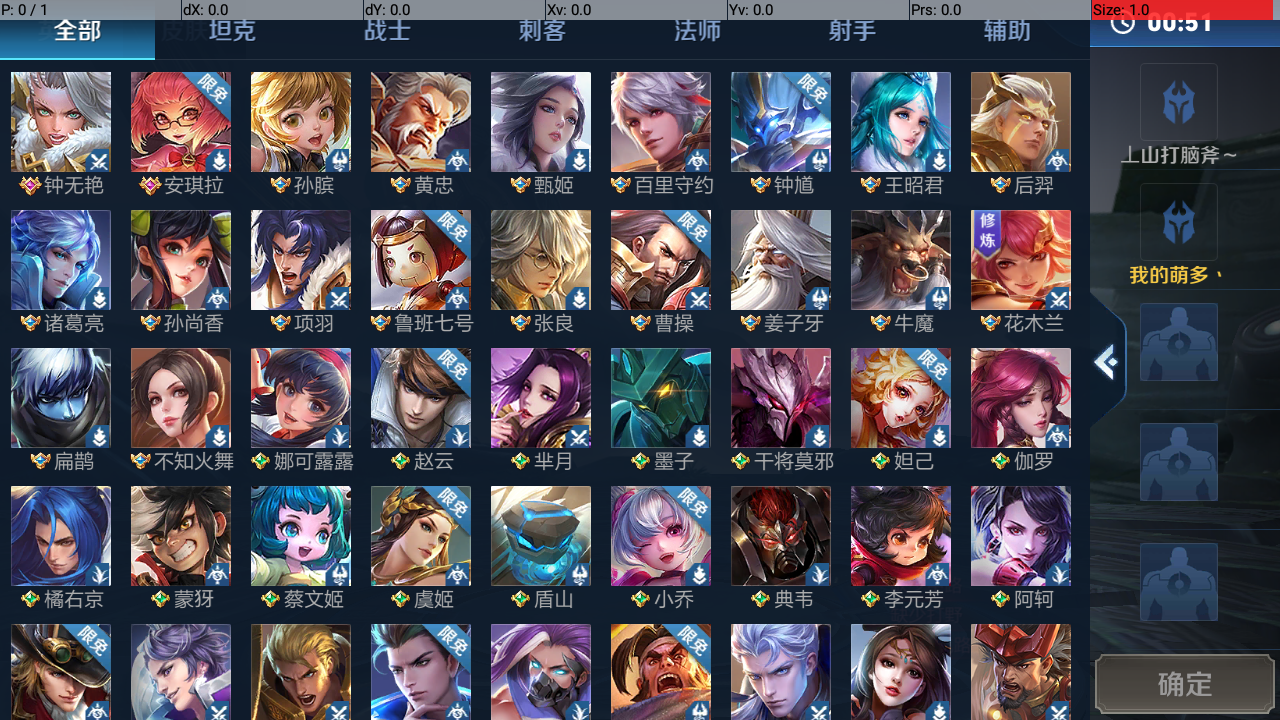 P: 0 / 1 dX: 0.0 dY: 0.0 Xv: 0.0 Yv: 0.0 Prs: 0.0 Size: 1.0
全部 坦克 战士 刺客 法师 射手 辅助 00:51
限免 限免
钟无艳 安琪拉 孙膑 黄忠 甄姬 百里守约 钟馗 王昭君 后羿
上山打脑斧~
限免 限免 修炼
我的萌多丶
诸葛亮 孙尚香 项羽 鲁班七号 张良 曹操 姜子牙 牛魔 花木兰
限免 限免
扁鹊 不知火舞 娜可露露 赵云 芈月 墨子 干将莫邪 妲己 伽罗
限免 限免
橘右京 蒙犽 蔡文姬 虞姬 盾山 小乔 典韦 李元芳 阿轲
限免 限免 限免
确定